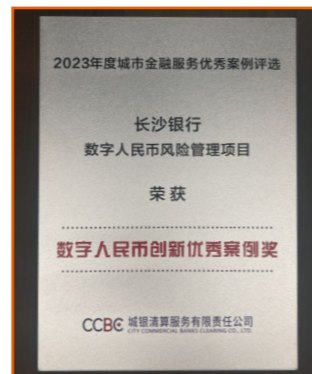 2023年度城市金融服务优秀案例评选
长沙银行
数字人民币风险管理项目
荣获
数字人民币创新优秀案例奖
CCBC 城银清算服务有限责任公司
CITY COMMERCIAL BANKS CLEARING CO., LTD.